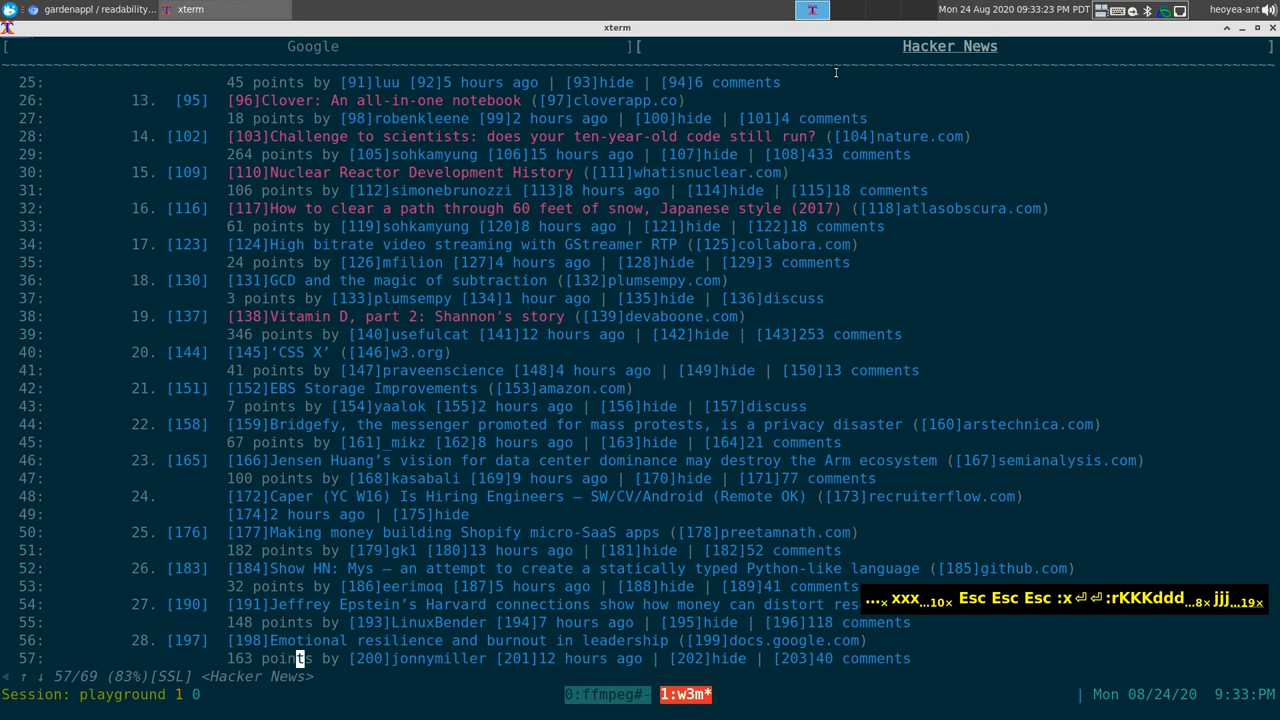 gardenappl / readability... xterm Mon 24 Aug 2020 09:33:23 PM PDT heoyea-ant
xterm
[ Google ][ Hacker News ]
~~~~~~~~~~~~~~~~~~~~~~~~~~~~~~~~~~~~~~~~~~~~~~~~~~~~~~~~~~~~~~~~~~~~~~~~~~~~~~~~~~~~~~~~~~~~~~~~~~~~~~~~~~~~~~~~~~~~~~~~~~~~~~~~~~~~~~~~~~~~~~~~~~~
25: 45 points by [91]luu [92]5 hours ago | [93]hide | [94]6 comments
26: 13. [95] [96]Clover: An all-in-one notebook ([97]cloverapp.co)
27: 18 points by [98]robenkleene [99]2 hours ago | [100]hide | [101]4 comments
28: 14. [102] [103]Challenge to scientists: does your ten-year-old code still run? ([104]nature.com)
29: 264 points by [105]sohkamyung [106]15 hours ago | [107]hide | [108]433 comments
30: 15. [109] [110]Nuclear Reactor Development History ([111]whatisnuclear.com)
31: 106 points by [112]simonebrunozzi [113]8 hours ago | [114]hide | [115]18 comments
32: 16. [116] [117]How to clear a path through 60 feet of snow, Japanese style (2017) ([118]atlasobscura.com)
33: 61 points by [119]sohkamyung [120]8 hours ago | [121]hide | [122]18 comments
34: 17. [123] [124]High bitrate video streaming with GStreamer RTP ([125]collabora.com)
35: 24 points by [126]mfilion [127]4 hours ago | [128]hide | [129]3 comments
36: 18. [130] [131]GCD and the magic of subtraction ([132]plumsempy.com)
37: 3 points by [133]plumsempy [134]1 hour ago | [135]hide | [136]discuss
38: 19. [137] [138]Vitamin D, part 2: Shannon's story ([139]devaboone.com)
39: 346 points by [140]usefulcat [141]12 hours ago | [142]hide | [143]253 comments
40: 20. [144] [145]‘CSS X’ ([146]w3.org)
41: 41 points by [147]praveenscience [148]4 hours ago | [149]hide | [150]13 comments
42: 21. [151] [152]EBS Storage Improvements ([153]amazon.com)
43: 7 points by [154]yaalok [155]2 hours ago | [156]hide | [157]discuss
44: 22. [158] [159]Bridgefy, the messenger promoted for mass protests, is a privacy disaster ([160]arstechnica.com)
45: 67 points by [161]_mikz [162]8 hours ago | [163]hide | [164]21 comments
46: 23. [165] [166]Jensen Huang’s vision for data center dominance may destroy the Arm ecosystem ([167]semianalysis.com)
47: 100 points by [168]kasabali [169]9 hours ago | [170]hide | [171]77 comments
48: 24. [172]Caper (YC W16) Is Hiring Engineers – SW/CV/Android (Remote OK) ([173]recruiterflow.com)
49: [174]2 hours ago | [175]hide
50: 25. [176] [177]Making money building Shopify micro-SaaS apps ([178]preetamnath.com)
51: 182 points by [179]gk1 [180]13 hours ago | [181]hide | [182]52 comments
52: 26. [183] [184]Show HN: Mys – an attempt to create a statically typed Python-like language ([185]github.com)
53: 32 points by [186]eerimoq [187]5 hours ago | [188]hide | [189]41 comments
54: 27. [190] [191]Jeffrey Epstein’s Harvard connections show how money can distort res
...ₓ xxx...₁₀ₓ Esc Esc Esc :x⏎⏎:rKKKddd...₈ₓ jjj...₁₉ₓ
55: 148 points by [193]LinuxBender [194]7 hours ago | [195]hide | [196]118 comments
56: 28. [197] [198]Emotional resilience and burnout in leadership ([199]docs.google.com)
57: 163 points by [200]jonnymiller [201]12 hours ago | [202]hide | [203]40 comments
« ↑ ↓ 57/69 (83%)[SSL] <Hacker News>
Session: playground 1 0 0:ffmpeg#- 1:w3m* | Mon 08/24/20 9:33:PM